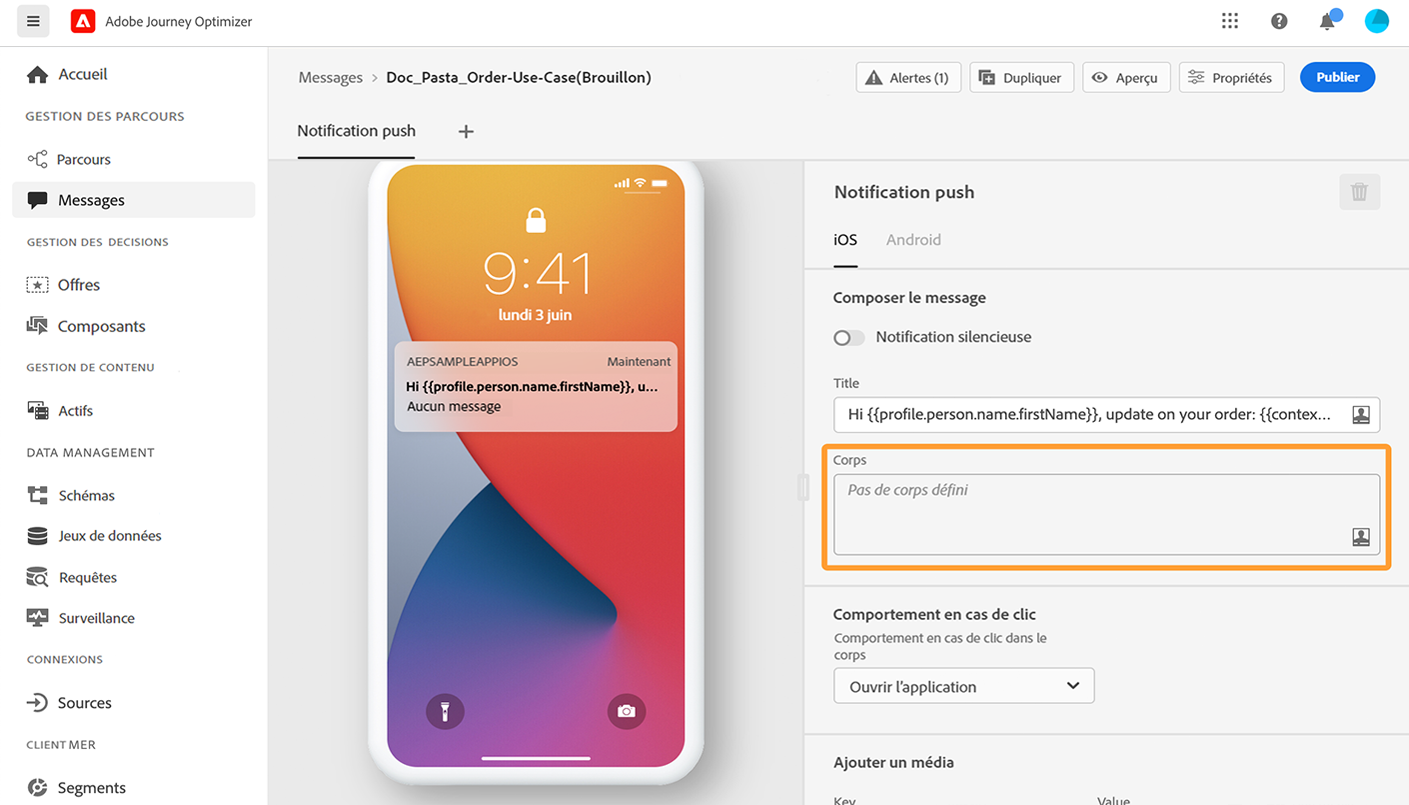 Adobe Journey Optimizer
Accueil
GESTION DES PARCOURS
Parcours
Messages
GESTION DES DECISIONS
Offres
Composants
GESTION DE CONTENU
Actifs
DATA MANAGEMENT
Schémas
Jeux de données
Requêtes
Surveillance
CONNEXIONS
Sources
CLIENT MER
Segments
Messages > Doc_Pasta_Order-Use-Case(Brouillon)
Alertes (1)
Dupliquer
Aperçu
Propriétés
Publier
Notification push
9:41
lundi 3 juin
AEPSAMPLEAPPIOS Maintenant
Hi {{profile.person.name.firstName}}, u...
Aucun message
Notification push
iOS Android
Composer le message
Notification silencieuse
Title
Hi {{profile.person.name.firstName}}, update on your order: {{contex...
Corps
Pas de corps défini
Comportement en cas de clic
Comportement en cas de clic dans le
corps
Ouvrir l'application
Ajouter un média
Key Value